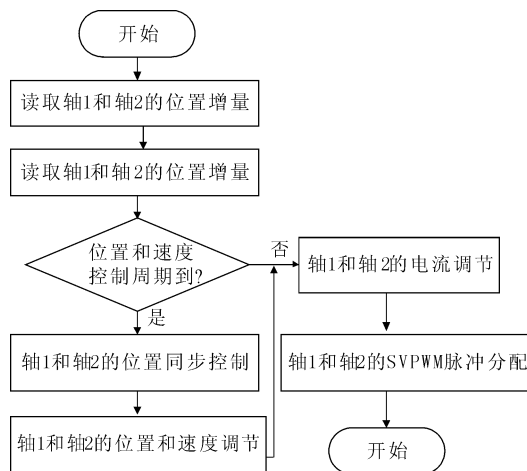 开始
读取轴1和轴2的位置增量
读取轴1和轴2的位置增量
位置和速度
控制周期到?
否
是
轴1和轴2的位置同步控制
轴1和轴2的位置和速度调节
轴1和轴2的电流调节
轴1和轴2的SVPWM脉冲分配
开始